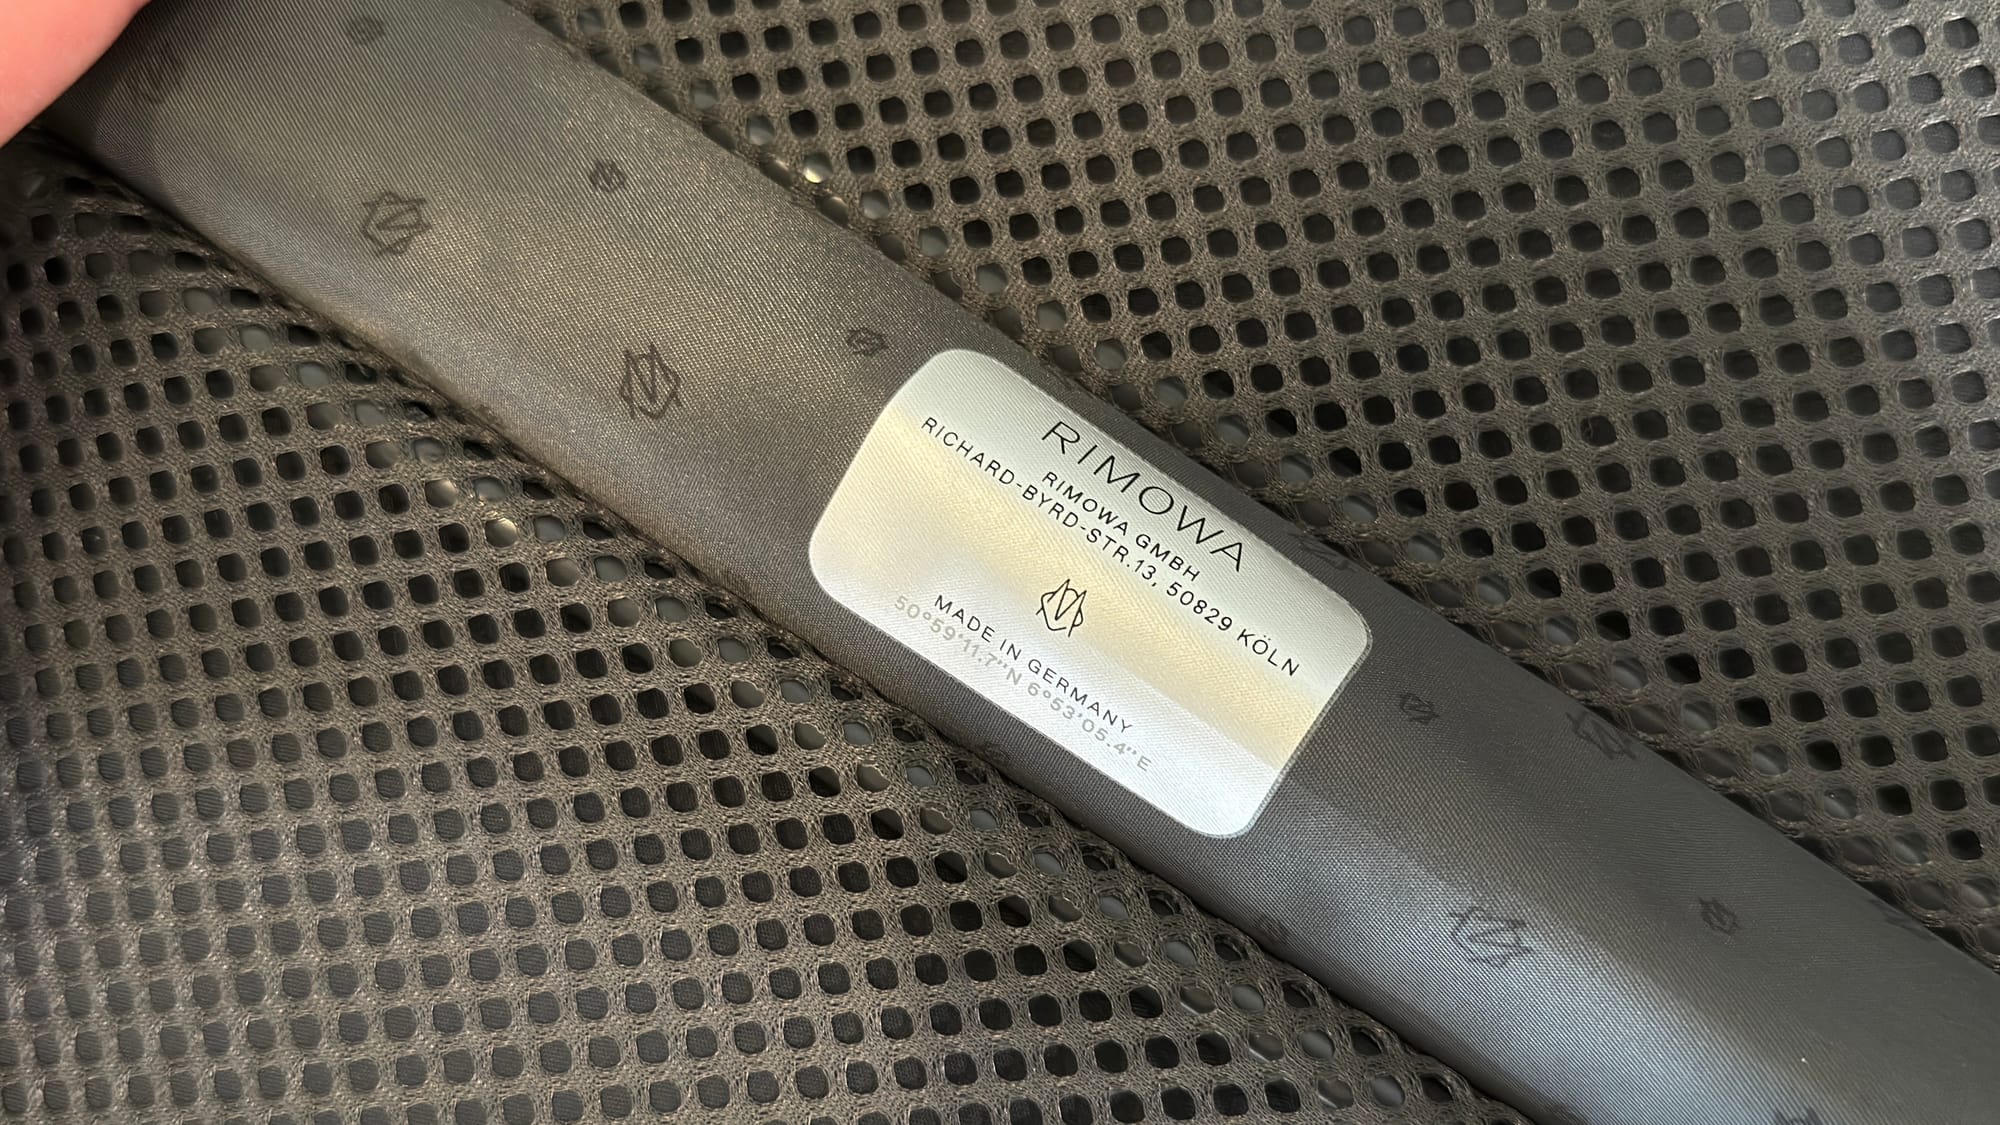 RIMOWA
RIMOWA GMBH
RICHARD-BYRD-STR.13, 50829 KÖLN
MADE IN GERMANY
50°59'11.7''N 6°53'05.4''E